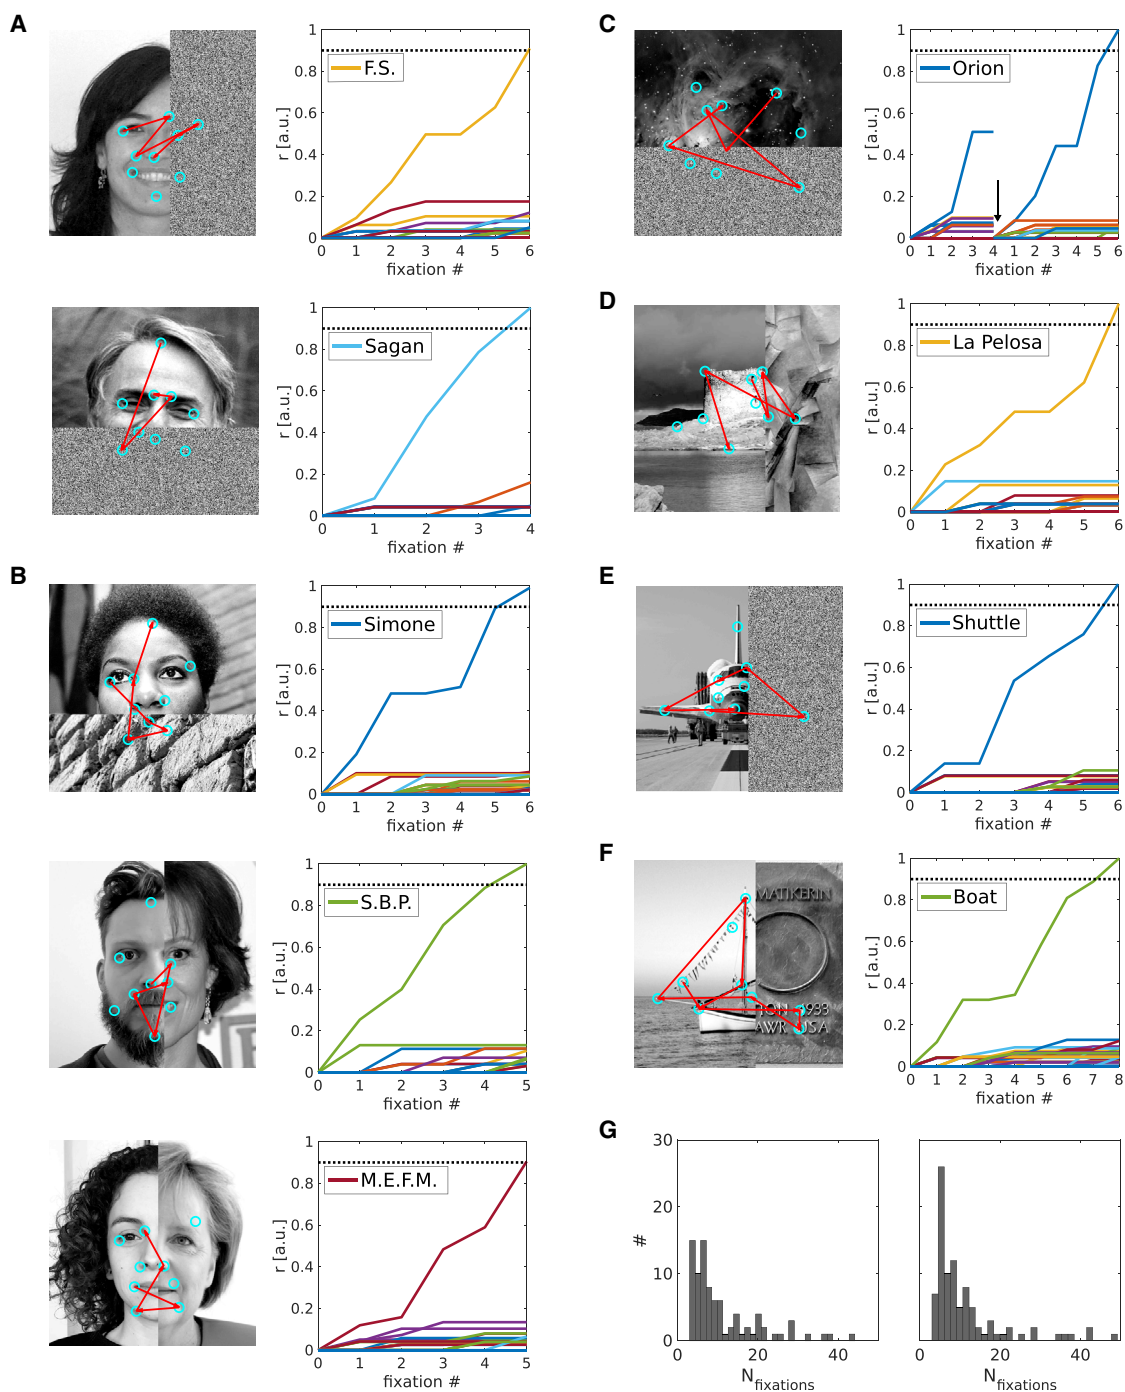 A
1
0.8
0.6
0.4
0.2
0
r [a.u.]
F.S.
0 1 2 3 4 5 6
fixation #
1
0.8
0.6
0.4
0.2
0
r [a.u.]
Sagan
0 1 2 3 4
fixation #
B
1
0.8
0.6
0.4
0.2
0
r [a.u.]
Simone
0 1 2 3 4 5 6
fixation #
1
0.8
0.6
0.4
0.2
0
r [a.u.]
S.B.P.
0 1 2 3 4 5
fixation #
1
0.8
0.6
0.4
0.2
0
r [a.u.]
M.E.F.M.
0 1 2 3 4 5
fixation #
C
1
0.8
0.6
0.4
0.2
0
r [a.u.]
Orion
0 1 2 3 4 1 2 3 4 5 6
fixation #
D
1
0.8
0.6
0.4
0.2
0
r [a.u.]
La Pelosa
0 1 2 3 4 5 6
fixation #
E
1
0.8
0.6
0.4
0.2
0
r [a.u.]
Shuttle
0 1 2 3 4 5 6
fixation #
F
MATIKERIN
1933
AWR USA
1
0.8
0.6
0.4
0.2
0
r [a.u.]
Boat
0 1 2 3 4 5 6 7 8
fixation #
G
30
20
10
0
#
0 20 40
N fixations
0 20 40
N fixations